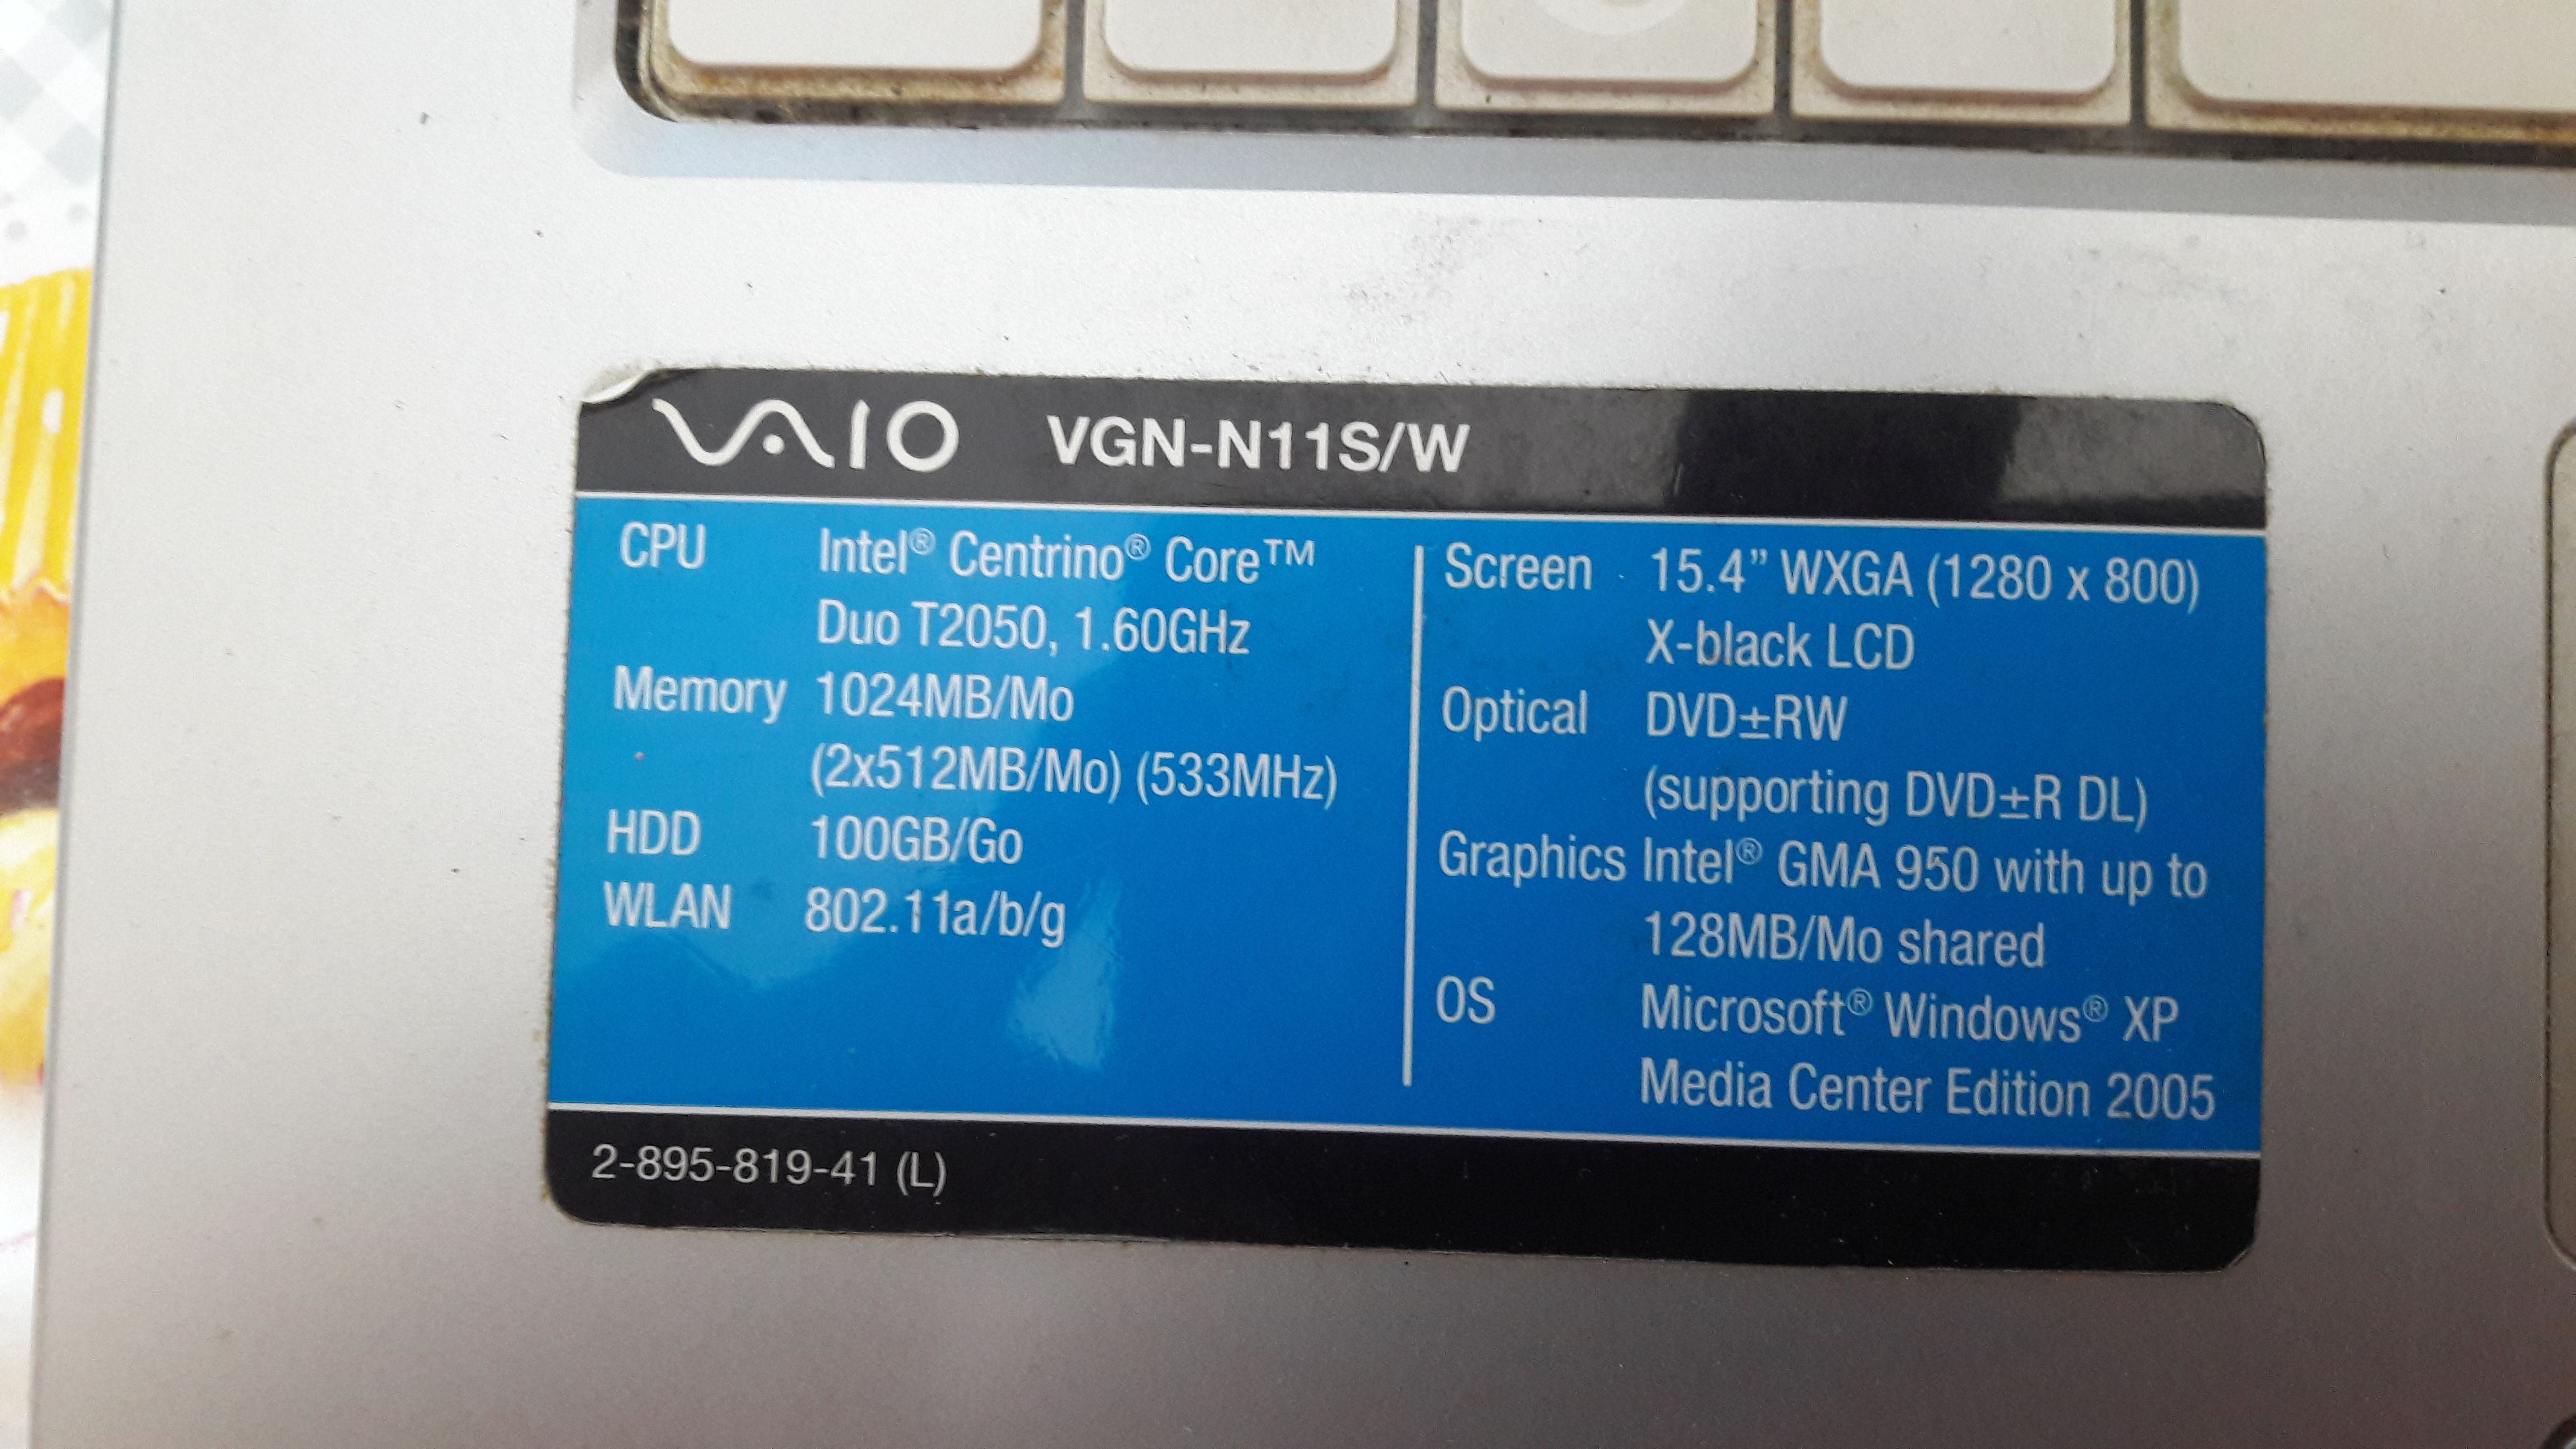 VAIO VGN-N11S/W
CPU Intel® Centrino® Core™
Duo T2050, 1.60GHz
Memory 1024MB/Mo
(2x512MB/Mo) (533MHz)
HDD 100GB/Go
WLAN 802.11a/b/g
Screen 15.4” WXGA (1280 x 800)
X-black LCD
Optical DVD±RW
(supporting DVD±R DL)
Graphics Intel® GMA 950 with up to
128MB/Mo shared
OS Microsoft® Windows® XP
Media Center Edition 2005
2-895-819-41 (L)